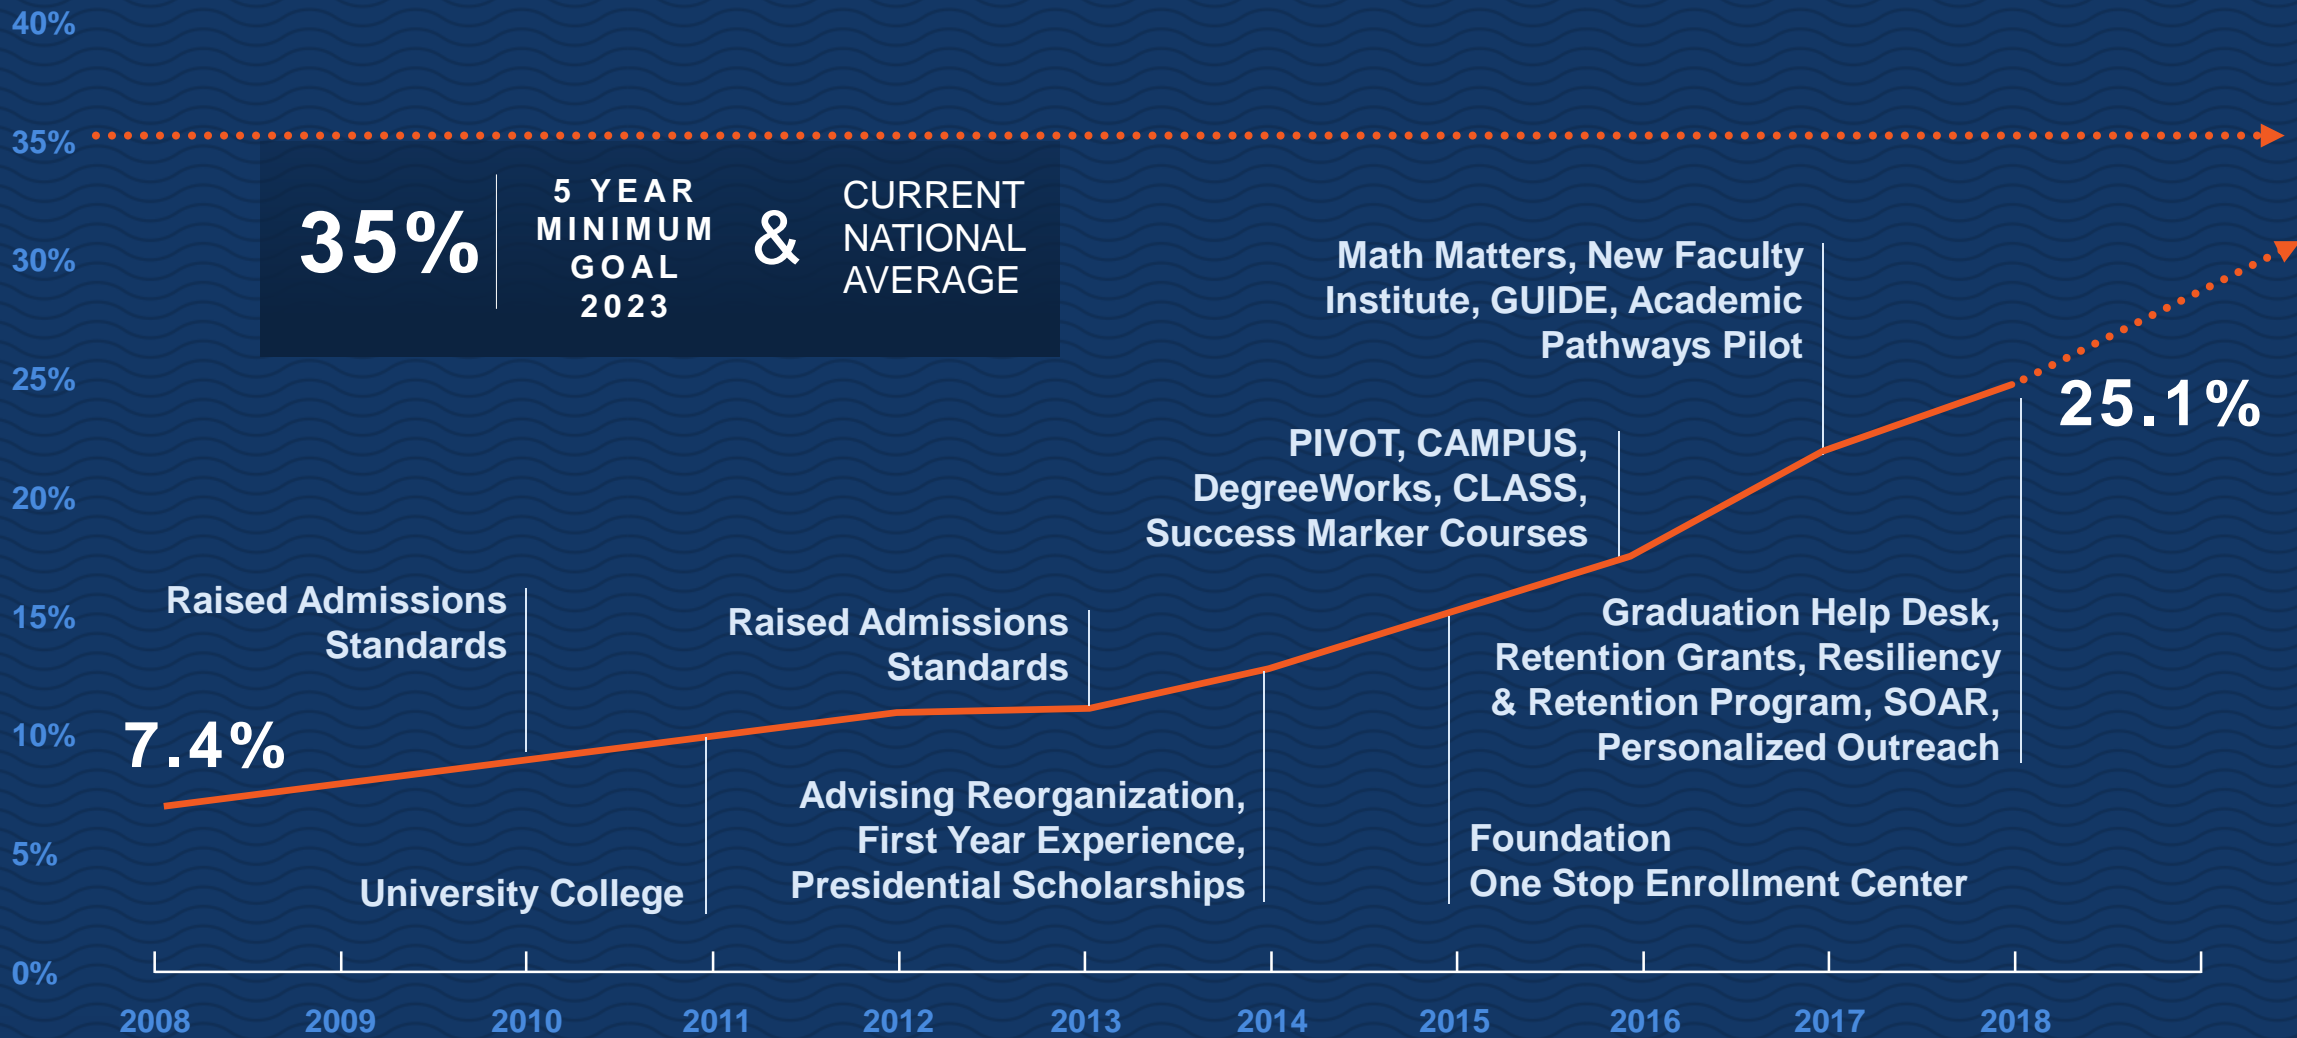 40%
35%
30%
25%
20%
15%
10%
5%
0%
35%
5 YEAR
MINIMUM
GOAL
2023
&
CURRENT
NATIONAL
AVERAGE
Math Matters, New Faculty
Institute, GUIDE, Academic
Pathways Pilot
25.1%
PIVOT, CAMPUS,
DegreeWorks, CLASS,
Success Marker Courses
Raised Admissions
Standards
Raised Admissions
Standards
Graduation Help Desk,
Retention Grants, Resiliency
& Retention Program, SOAR,
Personalized Outreach
7.4%
Advising Reorganization,
First Year Experience,
Presidential Scholarships
Foundation
One Stop Enrollment Center
University College
2008 2009 2010 2011 2012 2013 2014 2015 2016 2017 2018